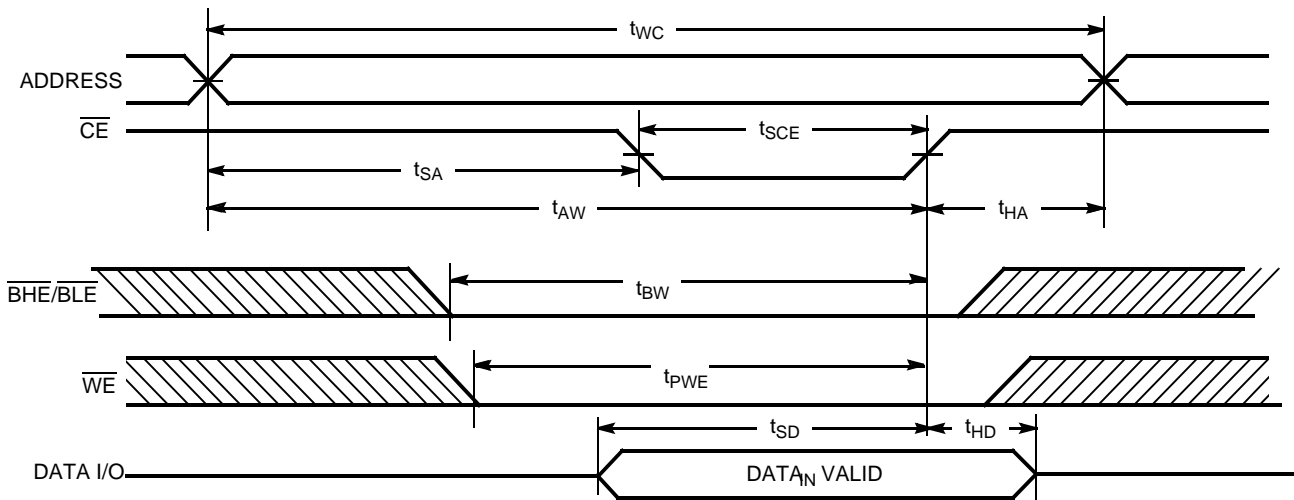 tWC
ADDRESS
CE
tSCE
tSA
tAW
tHA
BHE/BLE
tBW
WE
tPWE
tSD
tHD
DATA I/O
DATAIN VALID